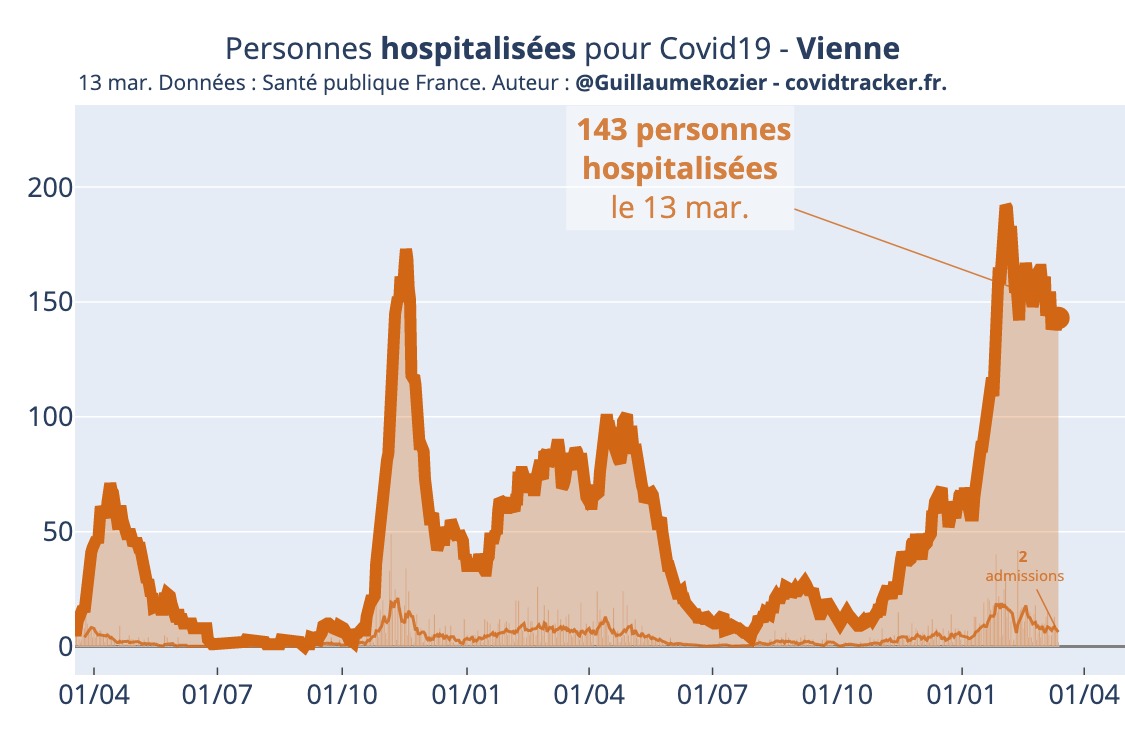 Personnes hospitalisées pour Covid19 - Vienne
13 mar. Données : Santé publique France. Auteur : @GuillaumeRozier - covidtracker.fr.
143 personnes
hospitalisées
le 13 mar.
200
150
100
50
0
2
admissions
01/04 01/07 01/10 01/01 01/04 01/07 01/10 01/01 01/04